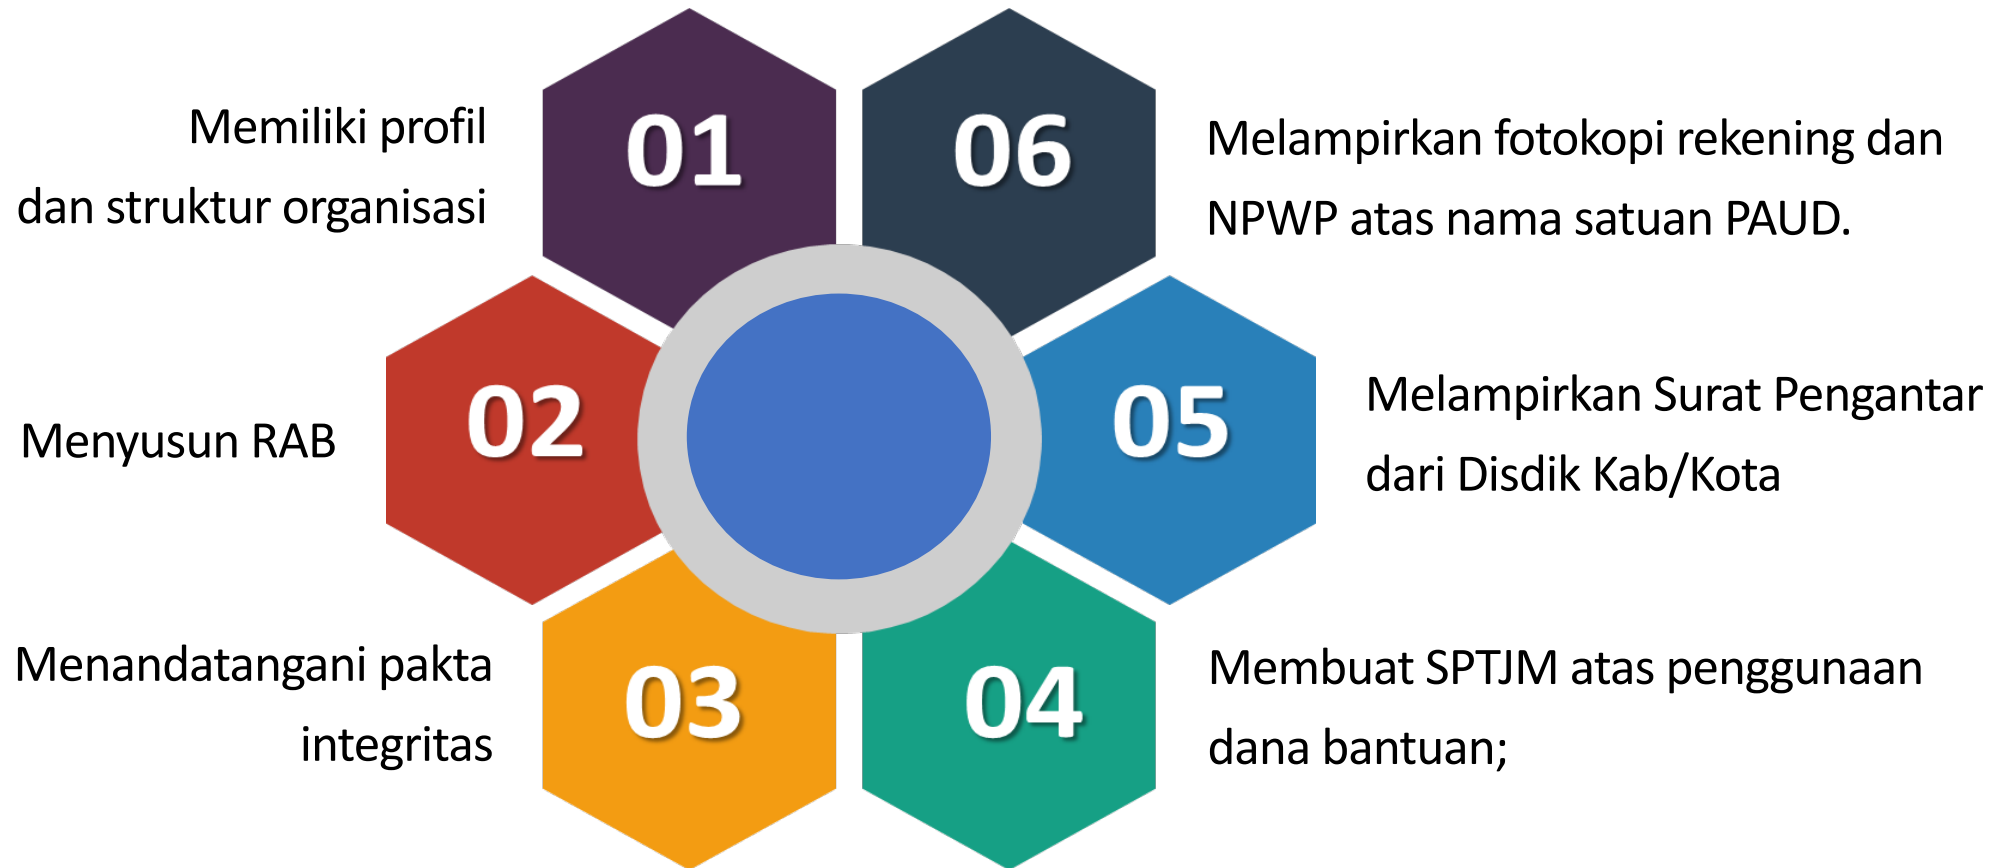 01
Memiliki profil
dan struktur organisasi
02
Menyusun RAB
03
Menandatangani pakta
integritas
04
Membuat SPTJM atas penggunaan
dana bantuan;
05
Melampirkan Surat Pengantar
dari Disdik Kab/Kota
06
Melampirkan fotokopi rekening dan
NPWP atas nama satuan PAUD.